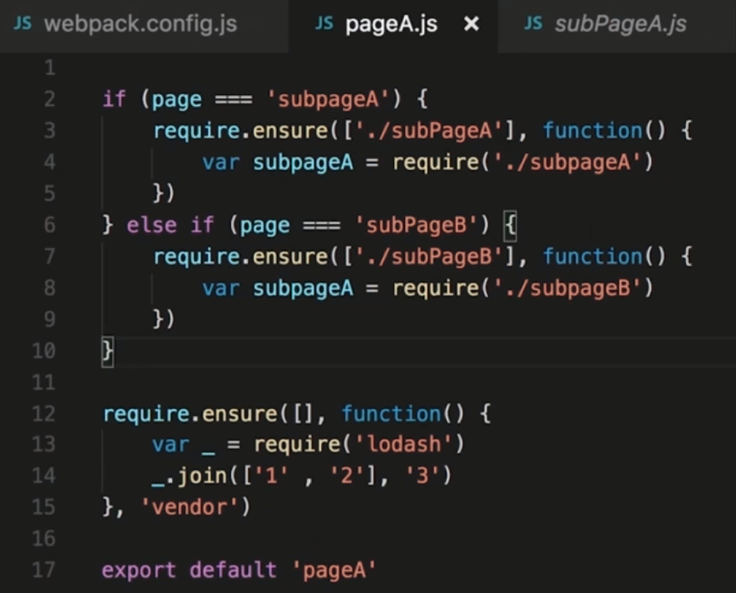 JS webpack.config.js JS pageA.js × JS subPageA.js
1
2 if (page === 'subpageA') {
3 require.ensure(['./subPageA'], function() {
4 var subpageA = require('./subpageA')
5 })
6 } else if (page === 'subPageB') {
7 require.ensure(['./subPageB'], function() {
8 var subpageA = require('./subpageB')
9 })
10 }
11
12 require.ensure([], function() {
13 var _ = require('lodash')
14 _.join(['1' , '2'], '3')
15 }, 'vendor')
16
17 export default 'pageA'